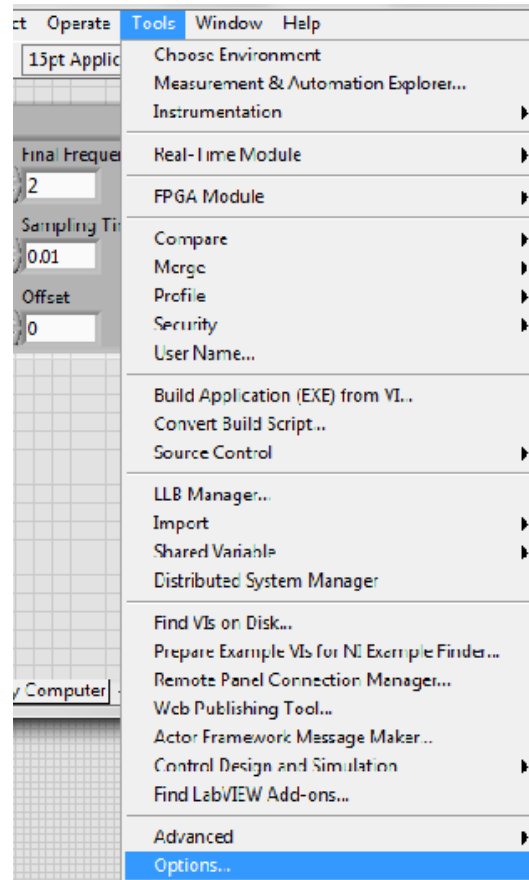 ct Operate Tools Window Help
15pt Applic
Choose Environment
Measurement & Automation Explorer...
Instrumentation
Real-Time Module
FPGA Module
Compare
Merge
Profile
Security
User Name...
Build Application (EXE) from VI...
Convert Build Script...
Source Control
LLB Manager...
Import
Shared Variable
Distributed System Manager
Find VIs on Disk...
Prepare Example VIs for NI Example Finder...
Remote Panel Connection Manager...
Web Publishing Tool...
Actor Framework Message Maker...
Control Design and Simulation
Find LabVIEW Add-ons...
Advanced
Options...
Final Frequen
2
Sampling Tir
0.01
Offset
0
y Computer